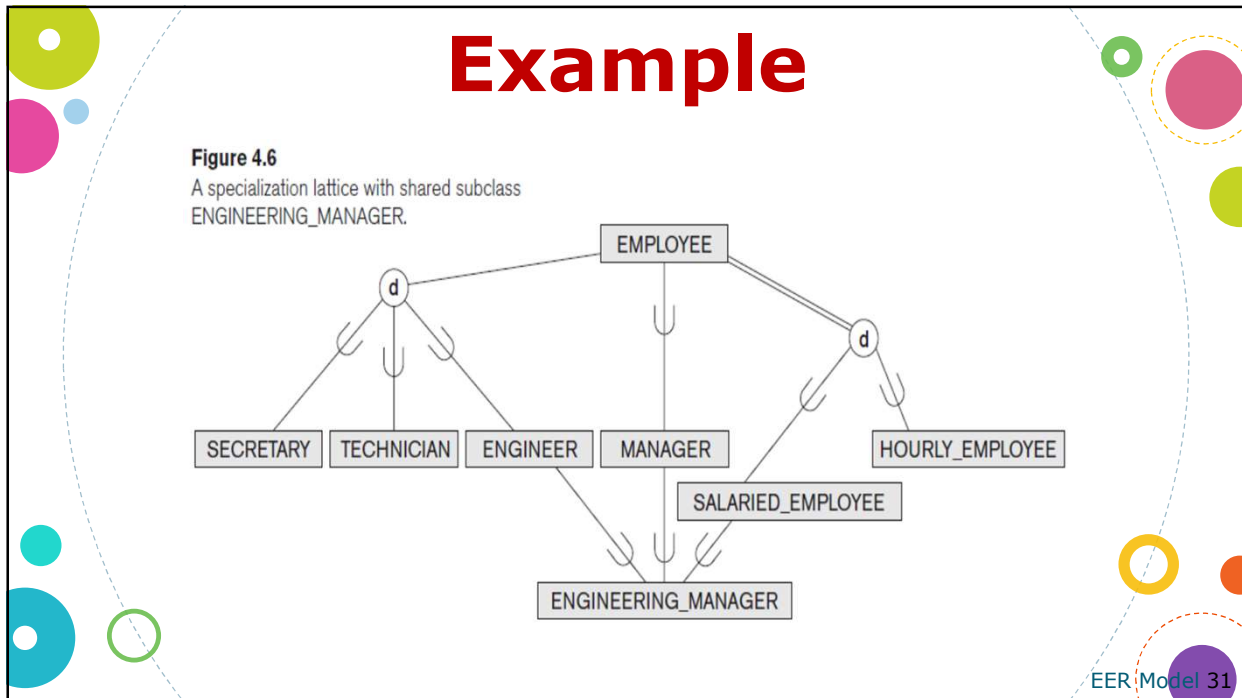 Example
Figure 4.6
A specialization lattice with shared subclass
ENGINEERING_MANAGER.
EMPLOYEE
d
d
SECRETARY
TECHNICIAN
ENGINEER
MANAGER
HOURLY_EMPLOYEE
SALARIED_EMPLOYEE
ENGINEERING_MANAGER
EER Model 31